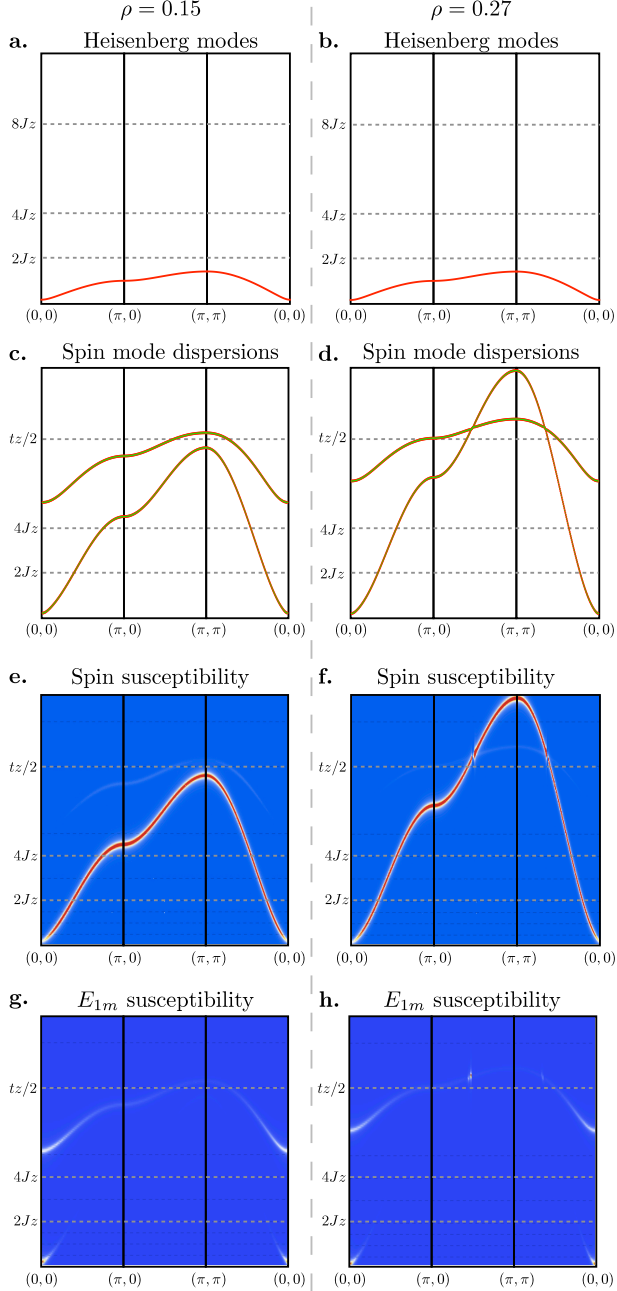 ρ = 0.15 ρ = 0.27
a. Heisenberg modes b. Heisenberg modes
8Jz 8Jz
4Jz 4Jz
2Jz 2Jz
(0, 0) (π, 0) (π, π) (0, 0) (0, 0) (π, 0) (π, π) (0, 0)
c. Spin mode dispersions d. Spin mode dispersions
tz/2 tz/2
4Jz 4Jz
2Jz 2Jz
(0, 0) (π, 0) (π, π) (0, 0) (0, 0) (π, 0) (π, π) (0, 0)
e. Spin susceptibility f. Spin susceptibility
tz/2 tz/2
4Jz 4Jz
2Jz 2Jz
(0, 0) (π, 0) (π, π) (0, 0) (0, 0) (π, 0) (π, π) (0, 0)
g. E₁ₘ susceptibility h. E₁ₘ susceptibility
tz/2 tz/2
4Jz 4Jz
2Jz 2Jz
(0, 0) (π, 0) (π, π) (0, 0) (0, 0) (π, 0) (π, π) (0, 0)